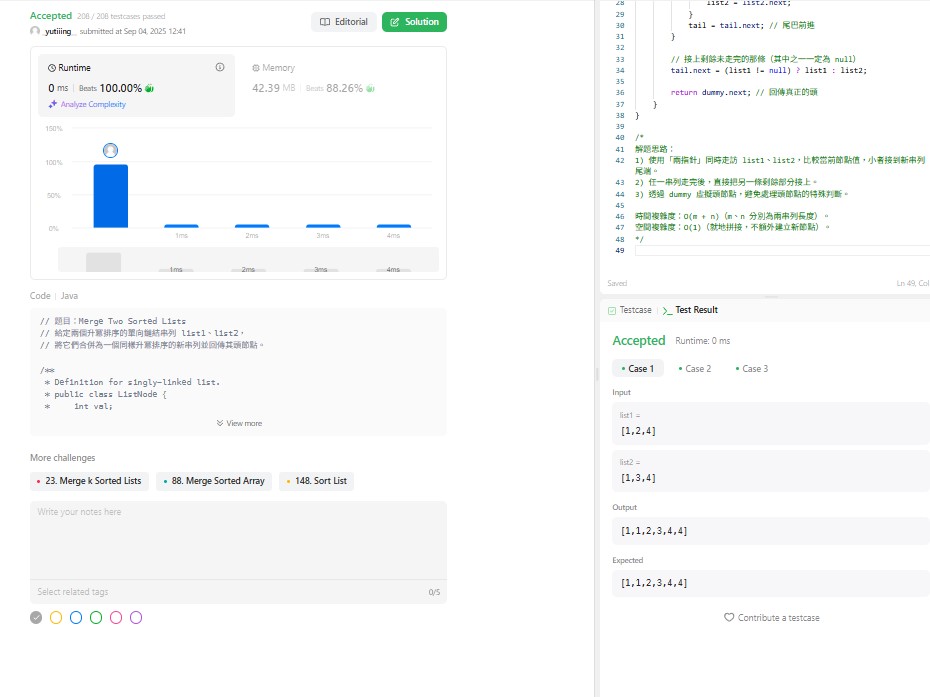 Accepted 208 / 208 testcases passed
_yutiiing_ submitted at Sep 04, 2025 12:41
Editorial
Solution
Runtime
0 ms | Beats 100.00%
Analyze Complexity
Memory
42.39 MB | Beats 88.26%
150%
100%
50%
0%
1ms 2ms 3ms 4ms
1ms 2ms 3ms 4ms
Code | Java
// 題目：Merge Two Sorted Lists
// 給定兩個升冪排序的單向鏈結串列 list1、list2，
// 將它們合併為一個同樣升冪排序的新串列並回傳其頭節點。
/**
* Definition for singly-linked list.
* public class ListNode {
*     int val;
View more
More challenges
23. Merge k Sorted Lists
88. Merge Sorted Array
148. Sort List
Write your notes here
Select related tags 0/5
28 list2 = list2.next;
29 }
30 tail = tail.next; // 尾巴前進
31 }
32
33 // 接上剩餘未走完的那條（其中之一一定為 null）
34 tail.next = (list1 != null) ? list1 : list2;
35
36 return dummy.next; // 回傳真正的頭
37 }
38 }
39
40 /*
41 解題思路：
42 1) 使用「兩指針」同時走訪 list1、list2，比較當前節點值，小者接到新串列
尾端。
43 2) 任一串列走完後，直接把另一條剩餘部分接上。
44 3) 透過 dummy 虛擬頭節點，避免處理頭節點的特殊判斷。
45
46 時間複雜度：O(m + n)（m、n 分別為兩串列長度）。
47 空間複雜度：O(1)（就地拼接，不額外建立新節點）。
48 */
49
Saved Ln 49, Col
Testcase | Test Result
Accepted Runtime: 0 ms
Case 1 Case 2 Case 3
Input
list1 =
[1,2,4]
list2 =
[1,3,4]
Output
[1,1,2,3,4,4]
Expected
[1,1,2,3,4,4]
Contribute a testcase